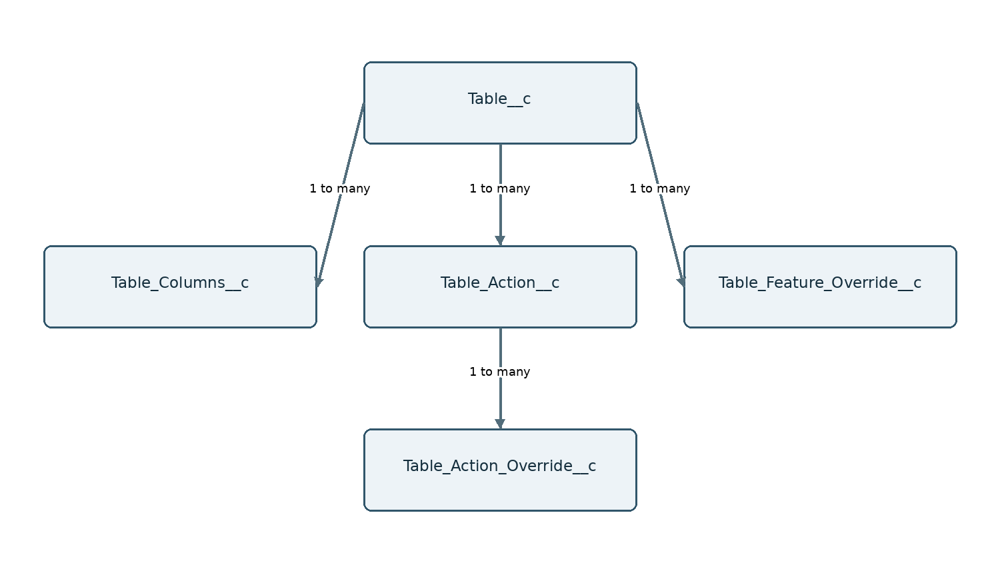 Table__c
1 to many
1 to many
1 to many
Table_Columns__c
Table_Action__c
Table_Feature_Override__c
1 to many
Table_Action_Override__c